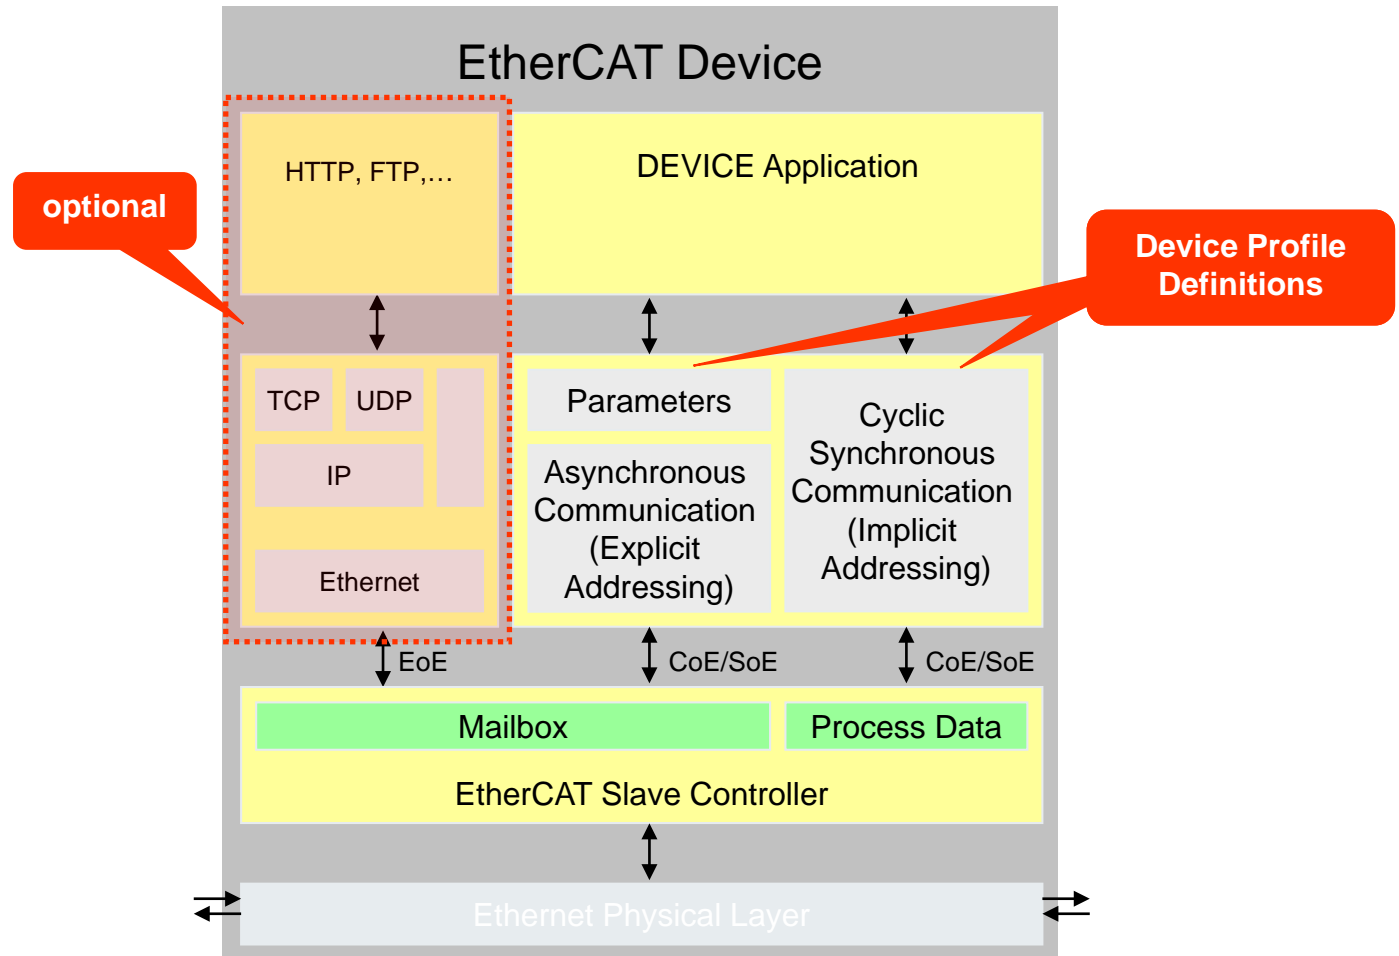 EtherCAT Device
HTTP, FTP,…
DEVICE Application
optional
Device Profile
Definitions
TCP
UDP
IP
Ethernet
Parameters
Asynchronous
Communication
(Explicit
Addressing)
Cyclic
Synchronous
Communication
(Implicit
Addressing)
EoE
CoE/SoE
CoE/SoE
Mailbox
Process Data
EtherCAT Slave Controller
Ethernet Physical Layer